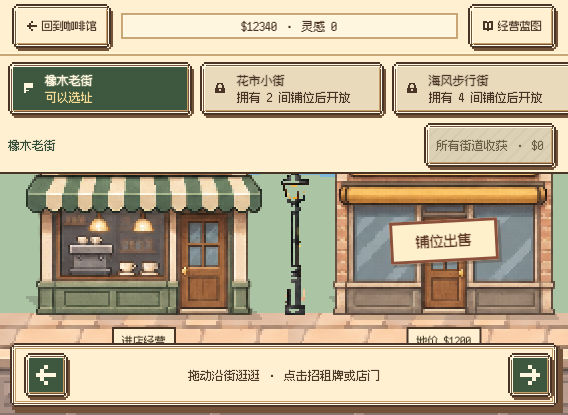 回到咖啡馆
$12340 · 灵感 0
经营蓝图
橡木老街
可以选址
花市小街
拥有 2 间铺位后开放
海风步行街
拥有 4 间铺位后开放
橡木老街
所有街道收获 · $0
铺位出售
进店经营
地价 $1200
拖动沿街逛逛 · 点击招租牌或店门